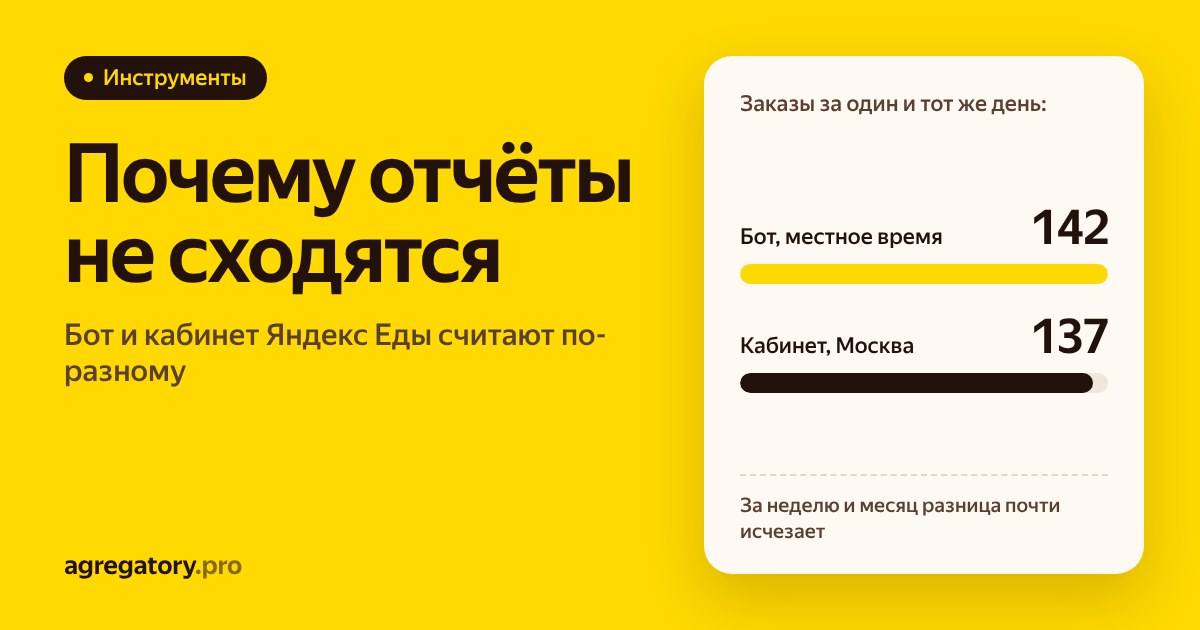 Инструменты
Почему отчёты
не сходятся
Бот и кабинет Яндекс Еды считают по-
разному
agregatory.pro
Заказы за один и тот же день:
Бот, местное время 142
Кабинет, Москва 137
За неделю и месяц разница почти
исчезает